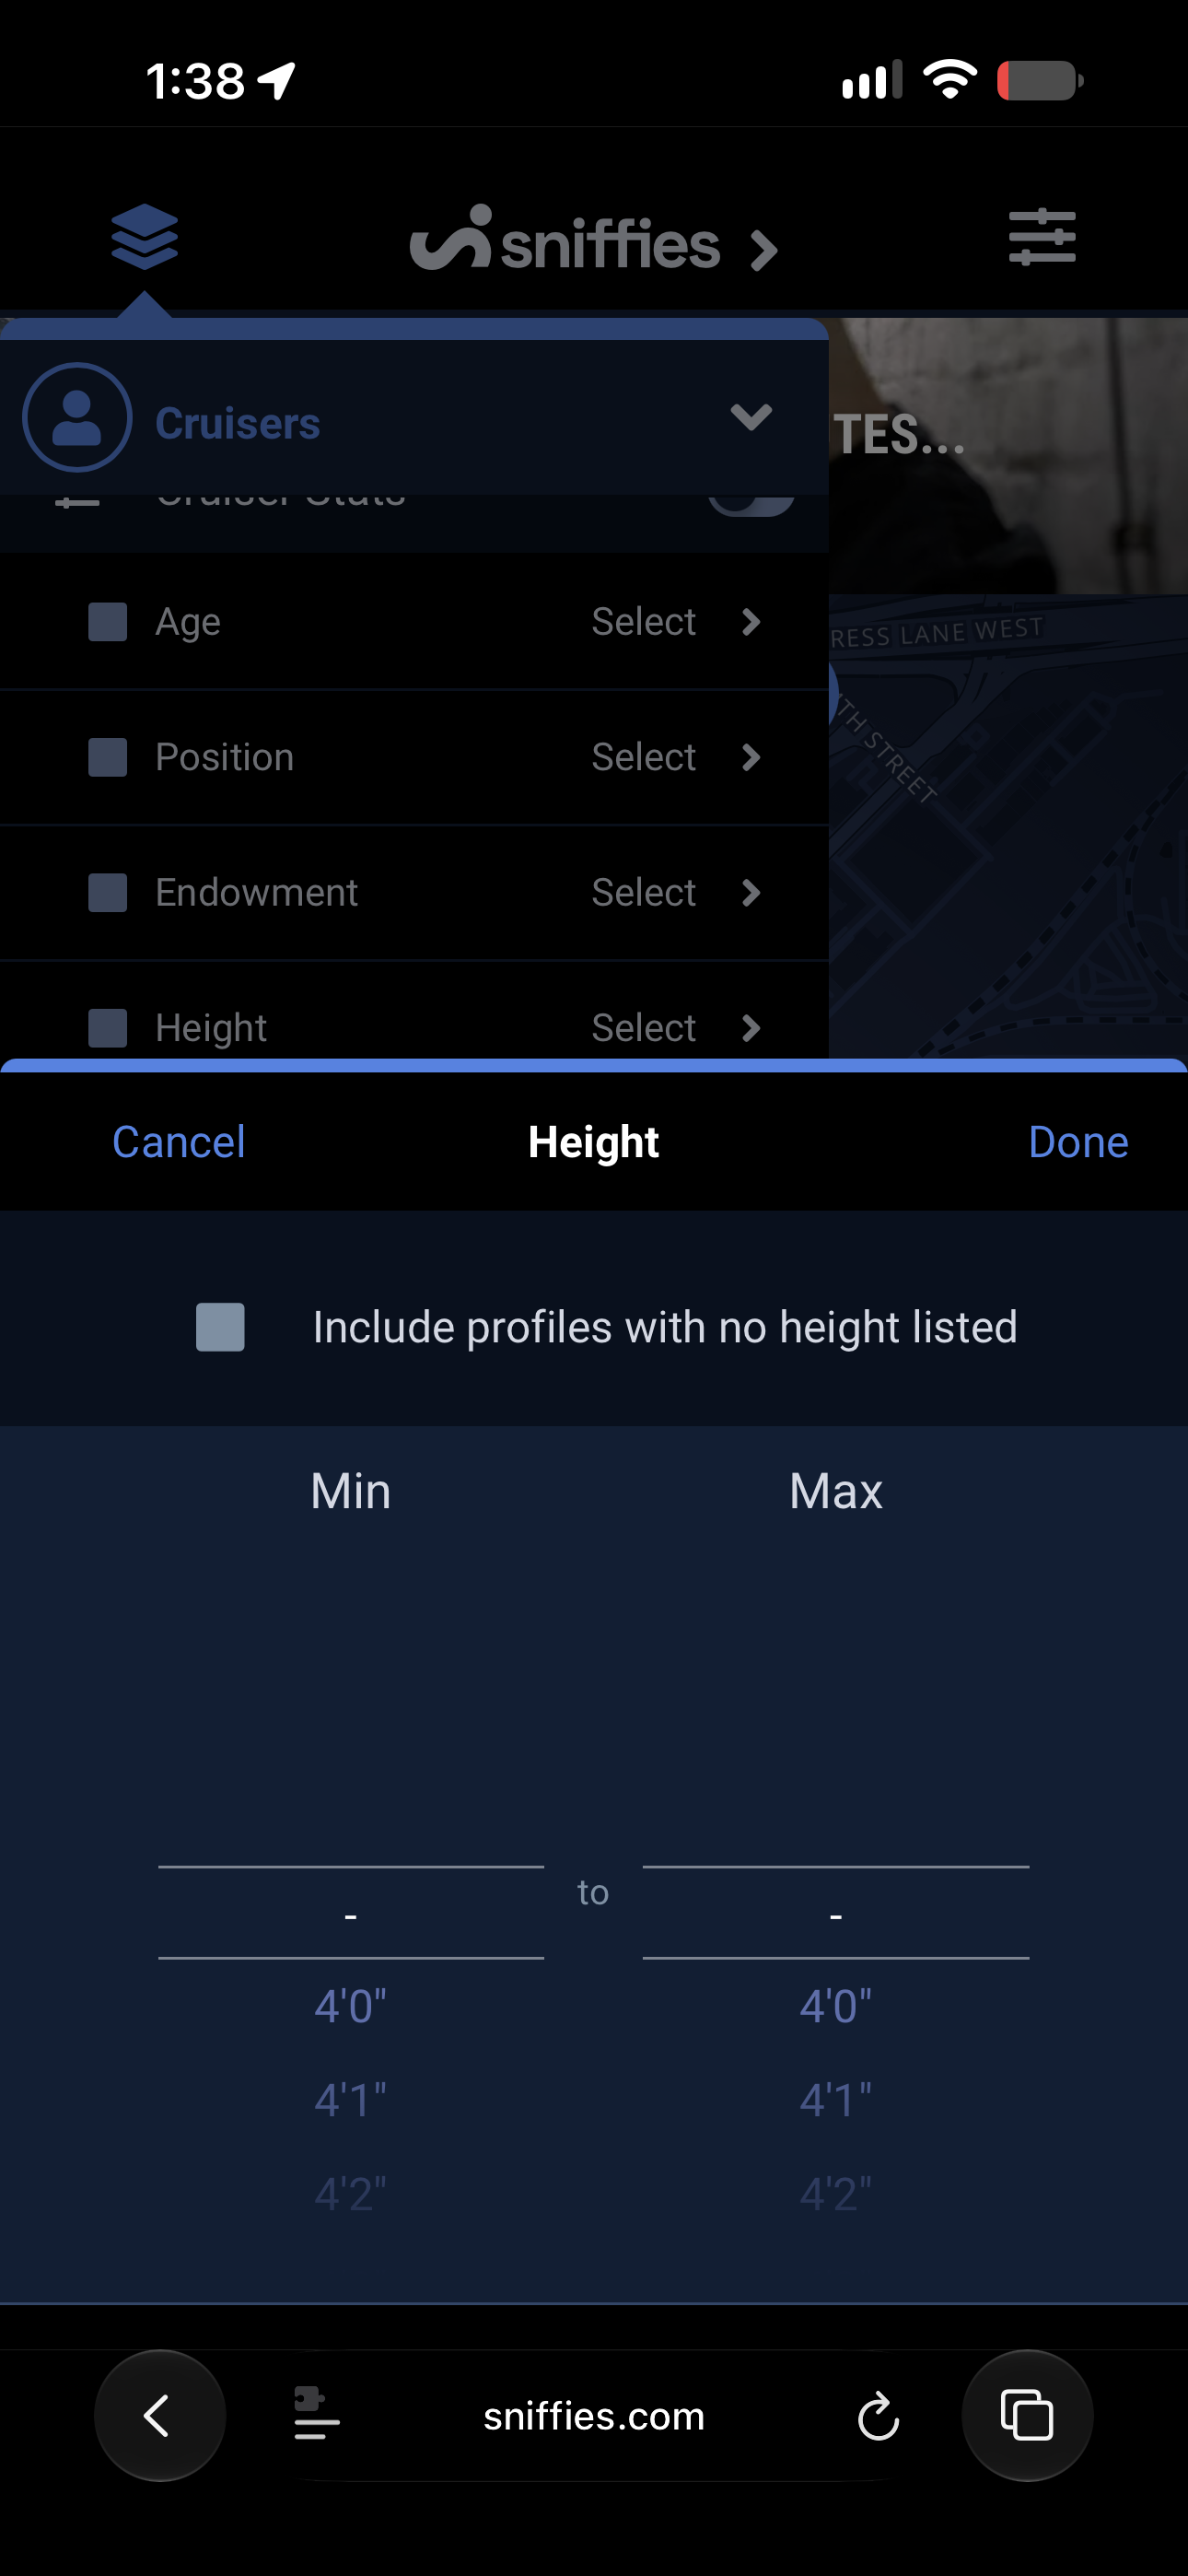 1:38
sniffies
Cruisers
TES...
Cruiser Stats
Age Select
RESS LANE WEST
TH STREET
Position Select
Endowment Select
Height Select
Cancel Height Done
Include profiles with no height listed
Min Max
- to -
4'0" 4'0"
4'1" 4'1"
4'2" 4'2"
sniffies.com